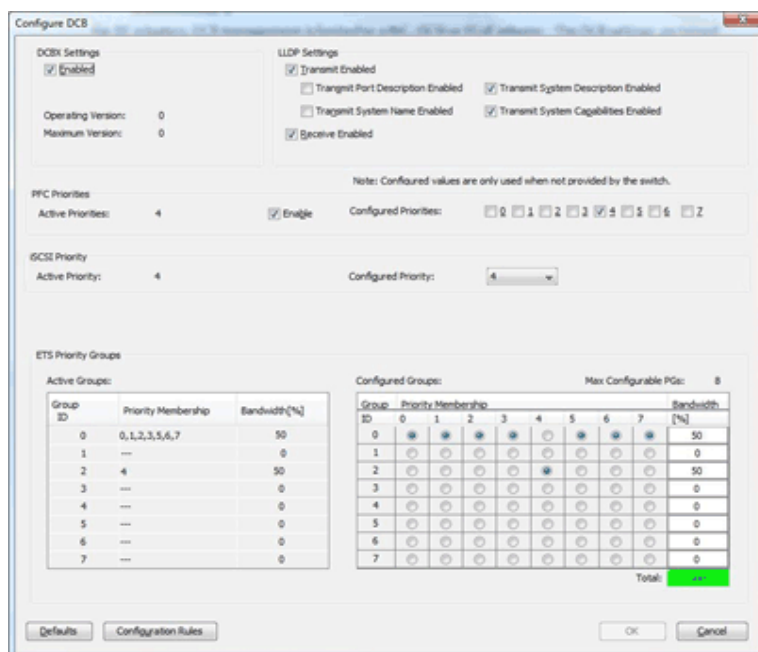 Configure DCB
DCBX Settings
Enabled
Operating Version: 0
Maximum Version: 0
LLDP Settings
Transmit Enabled
Transmit Port Description Enabled
Transmit System Description Enabled
Transmit System Name Enabled
Transmit System Capabilities Enabled
Receive Enabled
Note: Configured values are only used when not provided by the switch.
PFC Priorities
Active Priorities: 4
Enable
Configured Priorities: 0 1 2 3 4 5 6 7
iSCSI Priority
Active Priority: 4
Configured Priority: 4
ETS Priority Groups
Active Groups:
Group ID Priority Membership Bandwidth[%]
0 0,1,2,3,5,6,7 50
1 --- 0
2 4 50
3 --- 0
4 --- 0
5 --- 0
6 --- 0
7 --- 0
Configured Groups: Max Configurable PGs: 8
Group Priority Membership Bandwidth
ID 0 1 2 3 4 5 6 7 [%]
0 50
1 0
2 50
3 0
4 0
5 0
6 0
7 0
Total:
Defaults
Configuration Rules
OK
Cancel